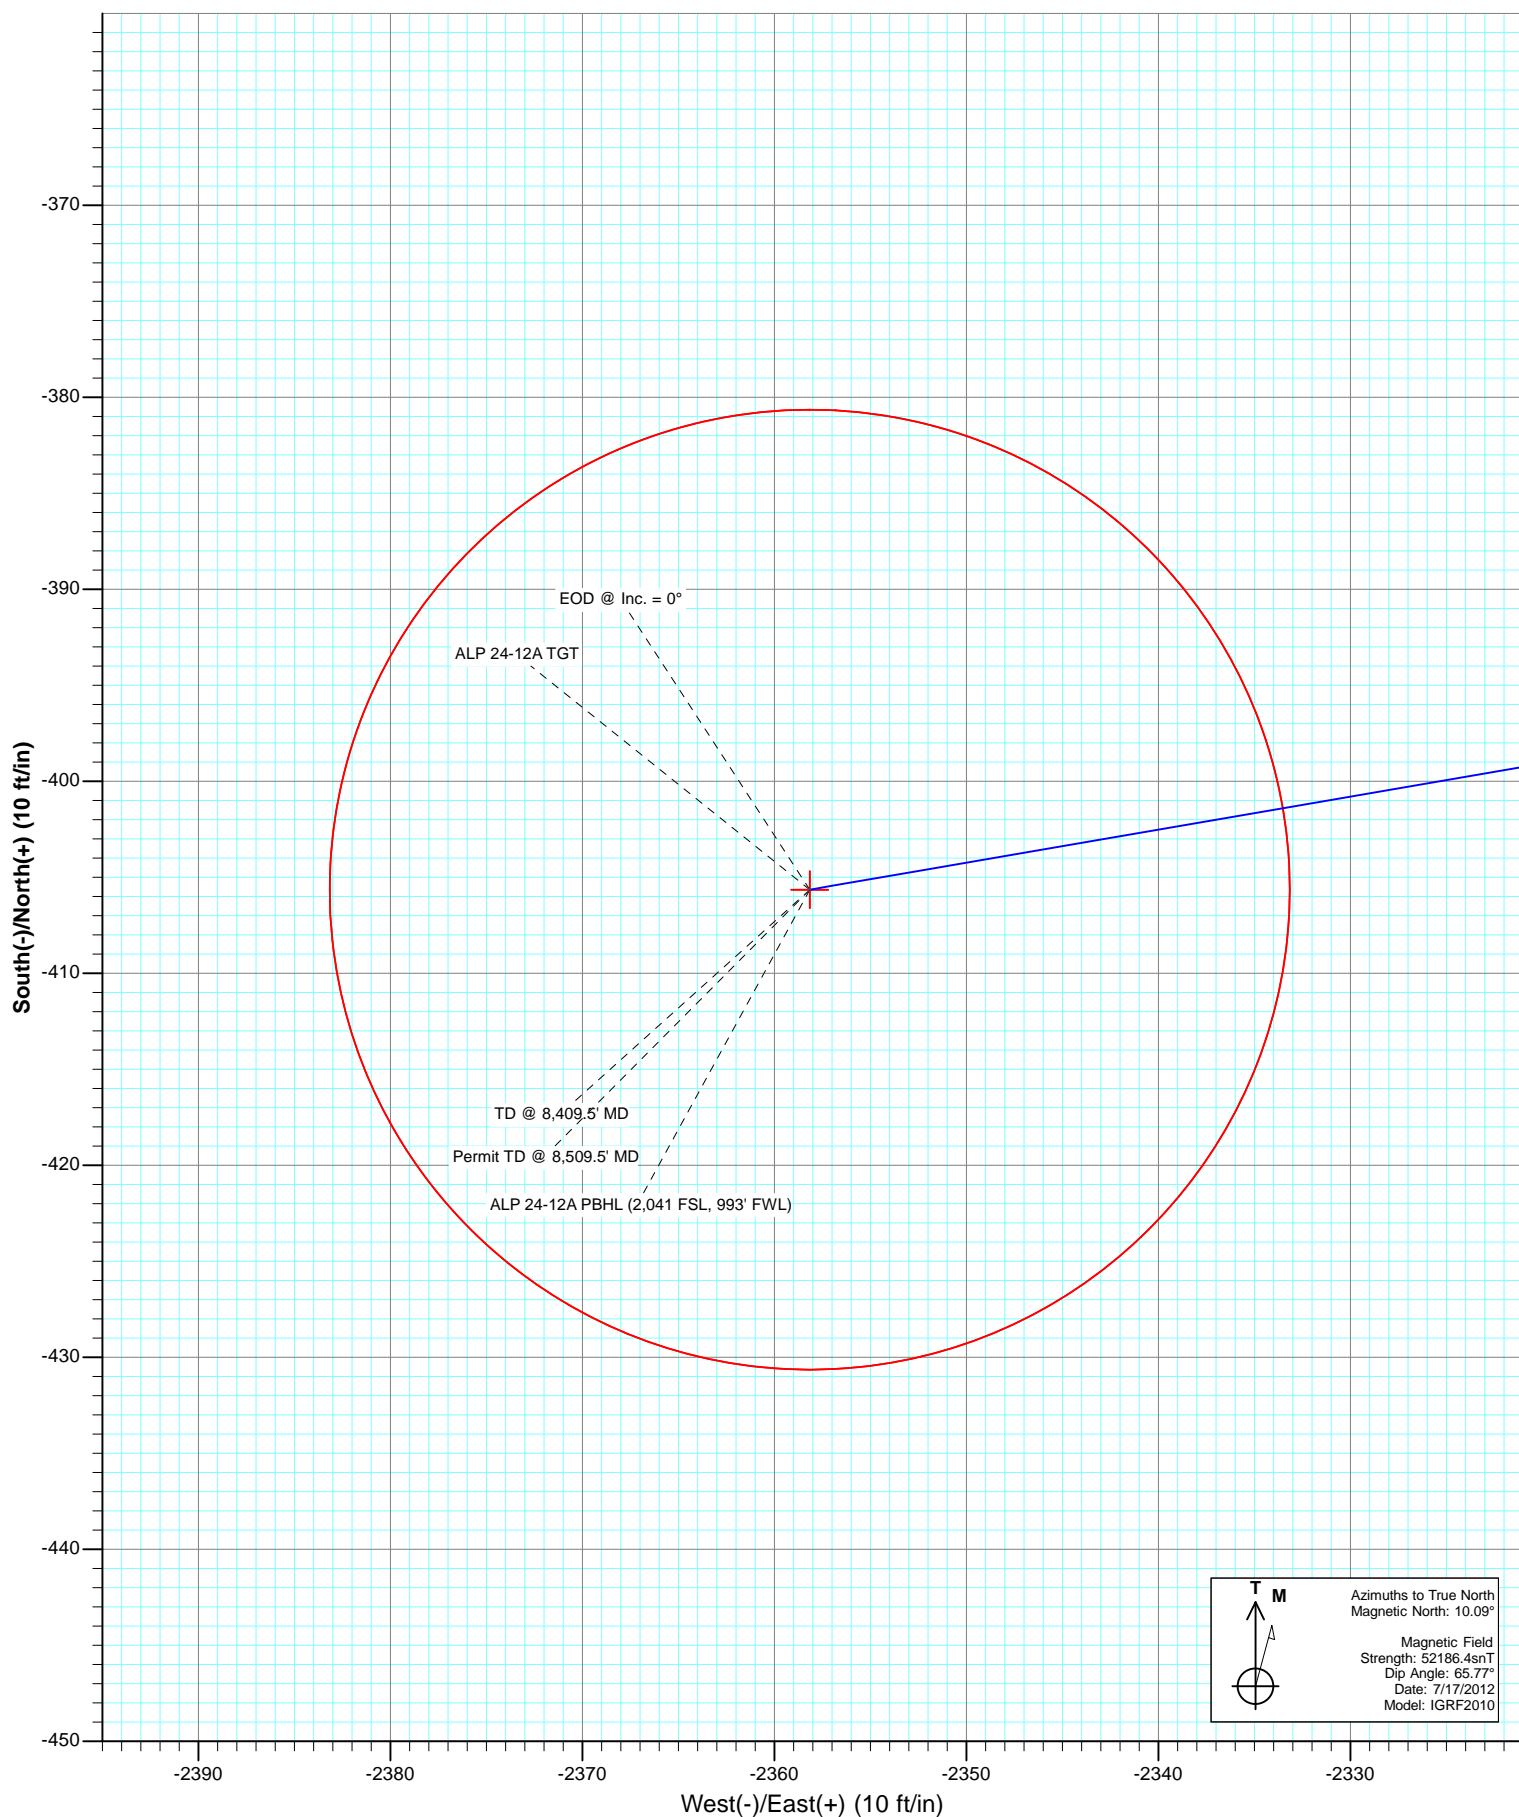 -370
-380
-390
-400
-410
-420
-430
-440
-450
South(-)/North(+) (10 ft/in)
EOD @ Inc. = 0°
ALP 24-12A TGT
TD @ 8,409.5' MD
Permit TD @ 8,509.5' MD
ALP 24-12A PBHL (2,041 FSL, 993' FWL)
T M
Azimuths to True North
Magnetic North: 10.09°
Magnetic Field
Strength: 52186.4snT
Dip Angle: 65.77°
Date: 7/17/2012
Model: IGRF2010
-2390 -2380 -2370 -2360 -2350 -2340 -2330
West(-)/East(+) (10 ft/in)